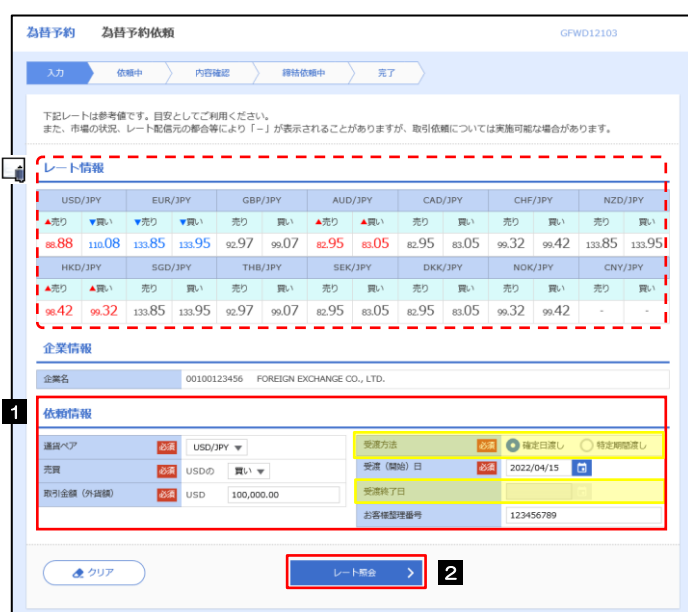 為替予約 為替予約依頼 GFWD12103
入力 依頼中 内容確認 締結依頼中 完了
下記レートは参考値です。目安としてご利用ください。
また、市場の状況、レート配信元の都合等により「－」が表示されることがありますが、取引依頼については実施可能な場合があります。
レート情報
USD/JPY EUR/JPY GBP/JPY AUD/JPY CAD/JPY CHF/JPY NZD/JPY
▲売り ▼買い ▼売り ▼買い 売り 買い ▲売り ▲買い 売り 買い 売り 買い 売り 買い
88.88 110.08 133.85 133.95 92.97 99.07 82.95 83.05 82.95 83.05 99.32 99.42 133.85 133.95
HKD/JPY SGD/JPY THB/JPY SEK/JPY DKK/JPY NOK/JPY CNY/JPY
▲売り ▲買い 売り 買い 売り 買い 売り 買い 売り 買い 売り 買い 売り 買い
98.42 99.32 133.85 133.95 92.97 99.07 82.95 83.05 82.95 83.05 99.32 99.42 - -
企業情報
企業名 00100123456 FOREIGN EXCHANGE CO., LTD.
1
依頼情報
通貨ペア 必須 USD/JPY ▼ 受渡方法 必須 確定日渡し 特定期間渡し
売買 必須 USDの 買い ▼ 受渡（開始）日 必須 2022/04/15
取引金額（外貨額） 必須 USD 100,000.00 受渡終了日
お客様整理番号 123456789
クリア レート照会 2